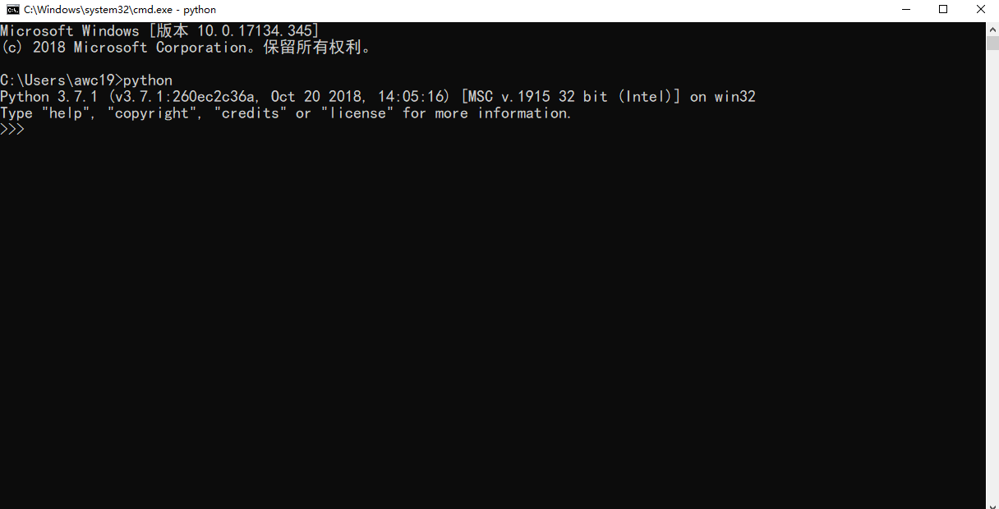 C:\Windows\system32\cmd.exe - python
Microsoft Windows [版本 10.0.17134.345]
(c) 2018 Microsoft Corporation。保留所有权利。
C:\Users\awc19>python
Python 3.7.1 (v3.7.1:260ec2c36a, Oct 20 2018, 14:05:16) [MSC v.1915 32 bit (Intel)] on win32
Type "help", "copyright", "credits" or "license" for more information.
>>>